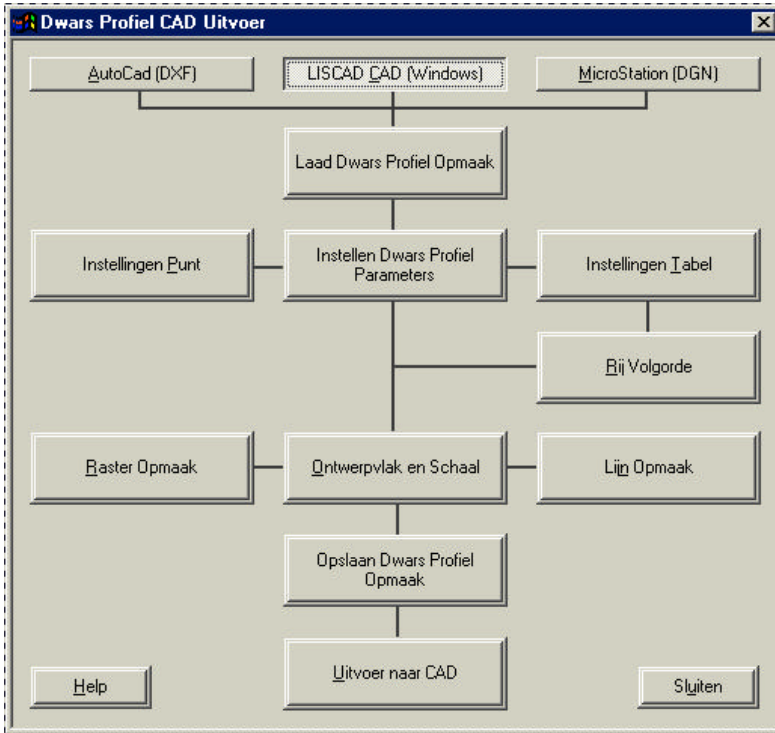 Dwars Profiel CAD Uitvoer
AutoCad (DXF)
LISCAD CAD (Windows)
MicroStation (DGN)
Laad Dwars Profiel Opmaak
Instellingen Punt
Instellen Dwars Profiel
Parameters
Instellingen Tabel
Rij Volgorde
Raster Opmaak
Ontwerpvlak en Schaal
Lijn Opmaak
Opslaan Dwars Profiel
Opmaak
Help
Uitvoer naar CAD
Sluiten